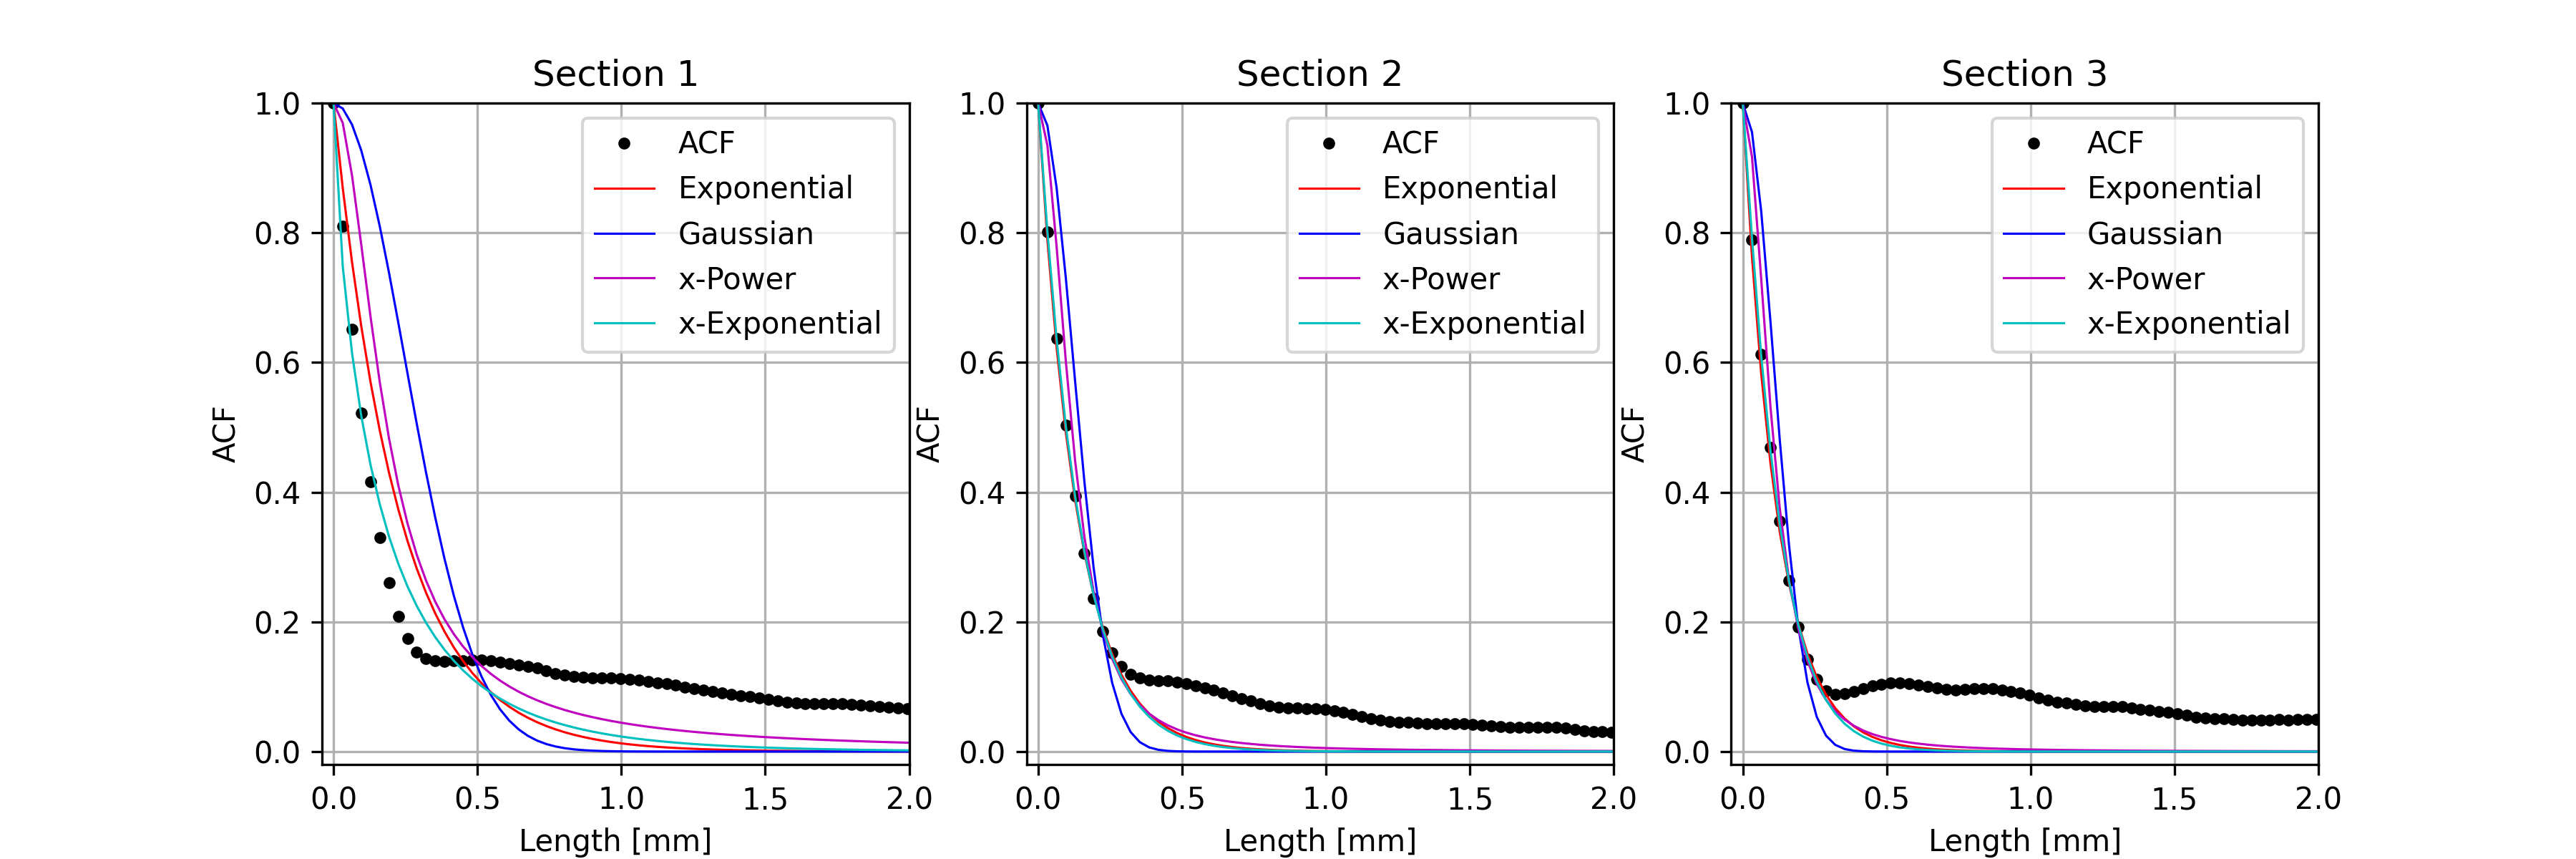 Section 1
1.0
0.8
0.6
0.4
0.2
0.0
ACF
ACF
Exponential
Gaussian
x-Power
x-Exponential
0.0 0.5 1.0 1.5 2.0
Length [mm]
Section 2
1.0
0.8
0.6
0.4
0.2
0.0
ACF
ACF
Exponential
Gaussian
x-Power
x-Exponential
0.0 0.5 1.0 1.5 2.0
Length [mm]
Section 3
1.0
0.8
0.6
0.4
0.2
0.0
ACF
ACF
Exponential
Gaussian
x-Power
x-Exponential
0.0 0.5 1.0 1.5 2.0
Length [mm]